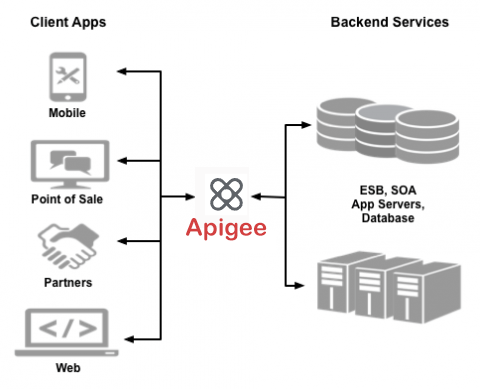 Client Apps
Backend Services
Mobile
Point of Sale
Partners
</>
Web
Apigee
ESB, SOA
App Servers,
Database